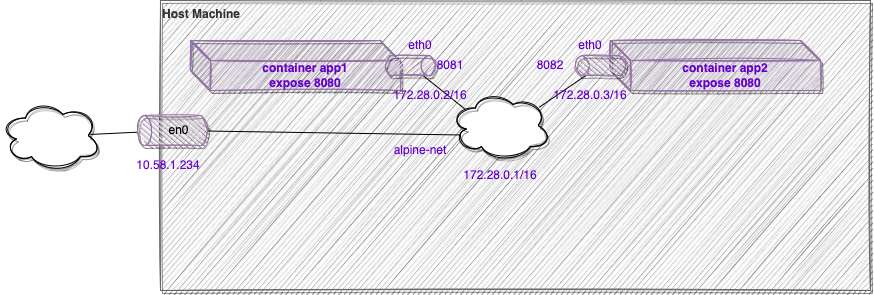 Host Machine
eth0
eth0
container app1
expose 8080
8081
8082
container app2
expose 8080
172.28.0.2/16
172.28.0.3/16
en0
alpine-net
10.58.1.234
172.28.0.1/16